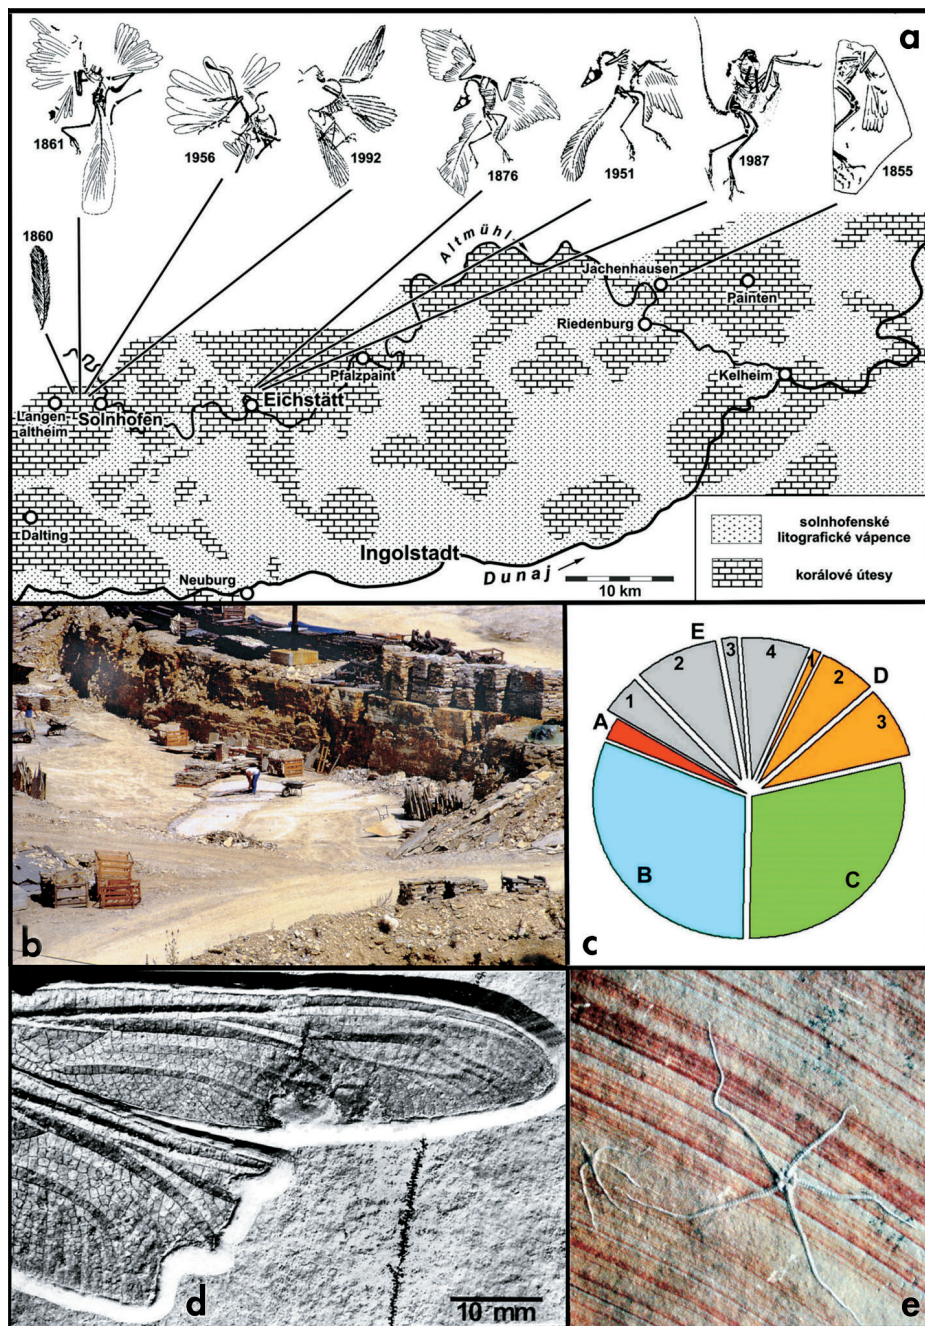 a
1861
1956
1992
1876
1951
1987
1855
1860
Altmühl
Jachenhausen
Painten
Riedenburg
Pfalzpaint
Kelheim
Eichstätt
Langen-
altheim
Solnhofen
Dalting
Ingolstadt
Neuburg
Dunaj
10 km
solnhofenské
litografické vápence
korálové útesy
b
E
3
4
1
2
D
2
1
3
A
B
C
c
d
10 mm
e